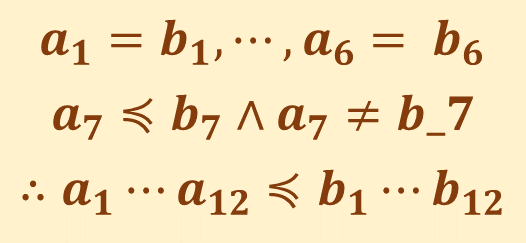 a₁ = b₁, ⋯ , a₆ = b₆
a₇ ≼ b₇ ∧ a₇ ≠ b_7
∴ a₁ ⋯ a₁₂ ≼ b₁ ⋯ b₁₂